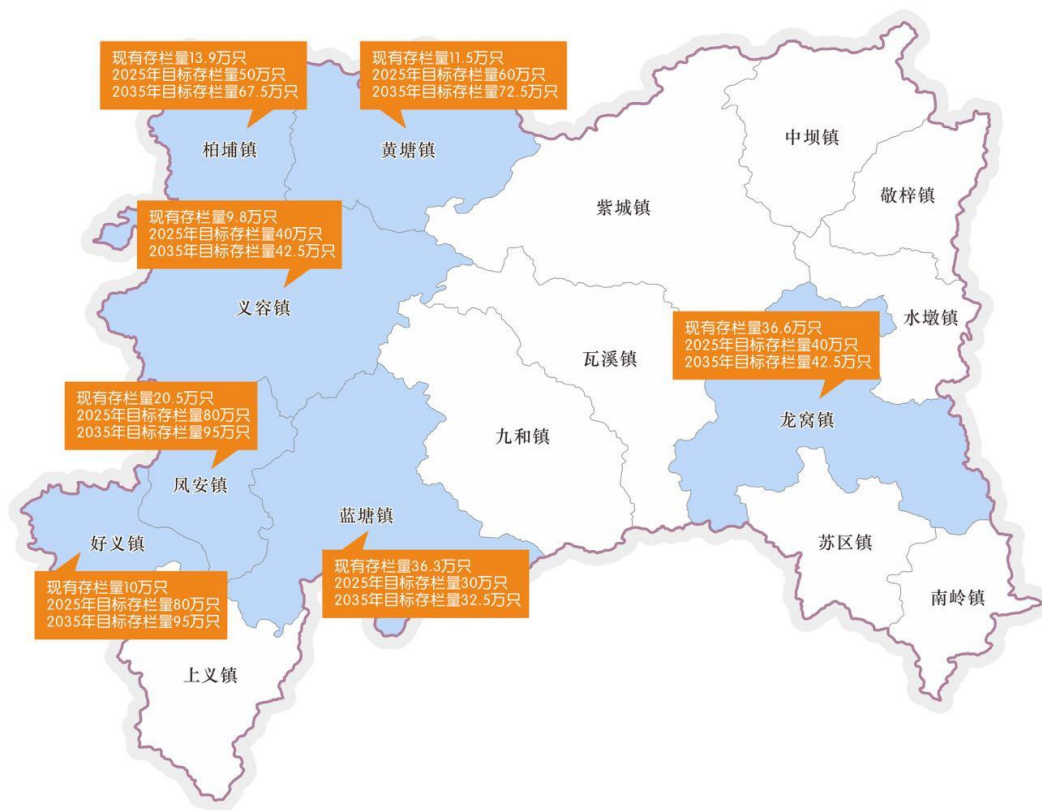 现有存栏量13.9万只
2025年目标存栏量50万只
2035年目标存栏量67.5万只
现有存栏量11.5万只
2025年目标存栏量60万只
2035年目标存栏量72.5万只
柏埔镇
黄塘镇
中坝镇
敬梓镇
紫城镇
现有存栏量9.8万只
2025年目标存栏量40万只
2035年目标存栏量42.5万只
义容镇
水墩镇
现有存栏量36.6万只
2025年目标存栏量40万只
2035年目标存栏量42.5万只
瓦溪镇
龙窝镇
九和镇
现有存栏量20.5万只
2025年目标存栏量80万只
2035年目标存栏量95万只
凤安镇
蓝塘镇
好义镇
苏区镇
南岭镇
现有存栏量36.3万只
2025年目标存栏量30万只
2035年目标存栏量32.5万只
现有存栏量10万只
2025年目标存栏量80万只
2035年目标存栏量95万只
上义镇